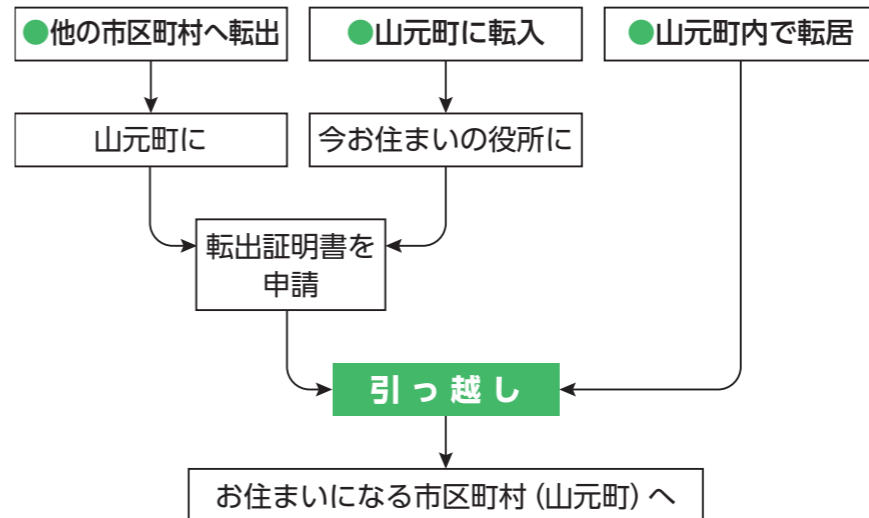 ●他の市区町村へ転出
●山元町に転入
●山元町内で転居
山元町に
今お住まいの役所に
転出証明書を
申請
引っ越し
お住まいになる市区町村（山元町）へ